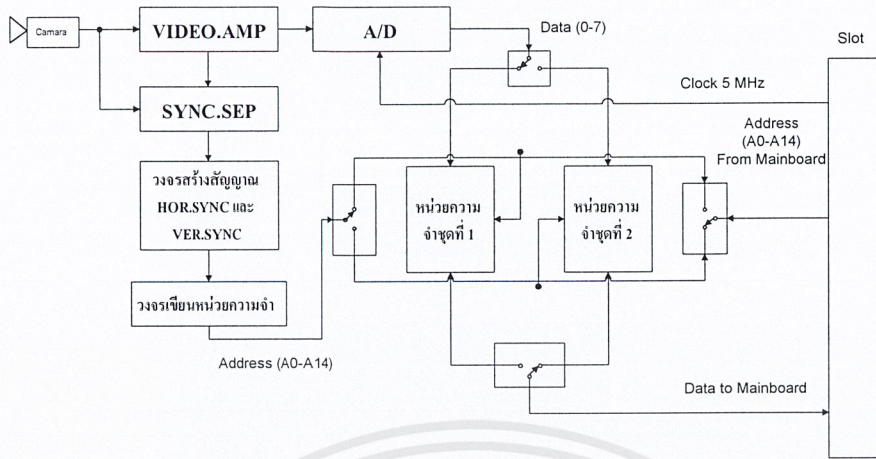 Camara
VIDEO.AMP
A/D
Data (0-7)
Slot
Clock 5 MHz
SYNC.SEP
Address
(A0-A14)
From Mainboard
วงจรสร้างสัญญาณ
HOR.SYNC และ
VER.SYNC
หน่วยความ
จำชุดที่ 1
หน่วยความ
จำชุดที่ 2
วงจรเขียนหน่วยความจำ
Address (A0-A14)
Data to Mainboard